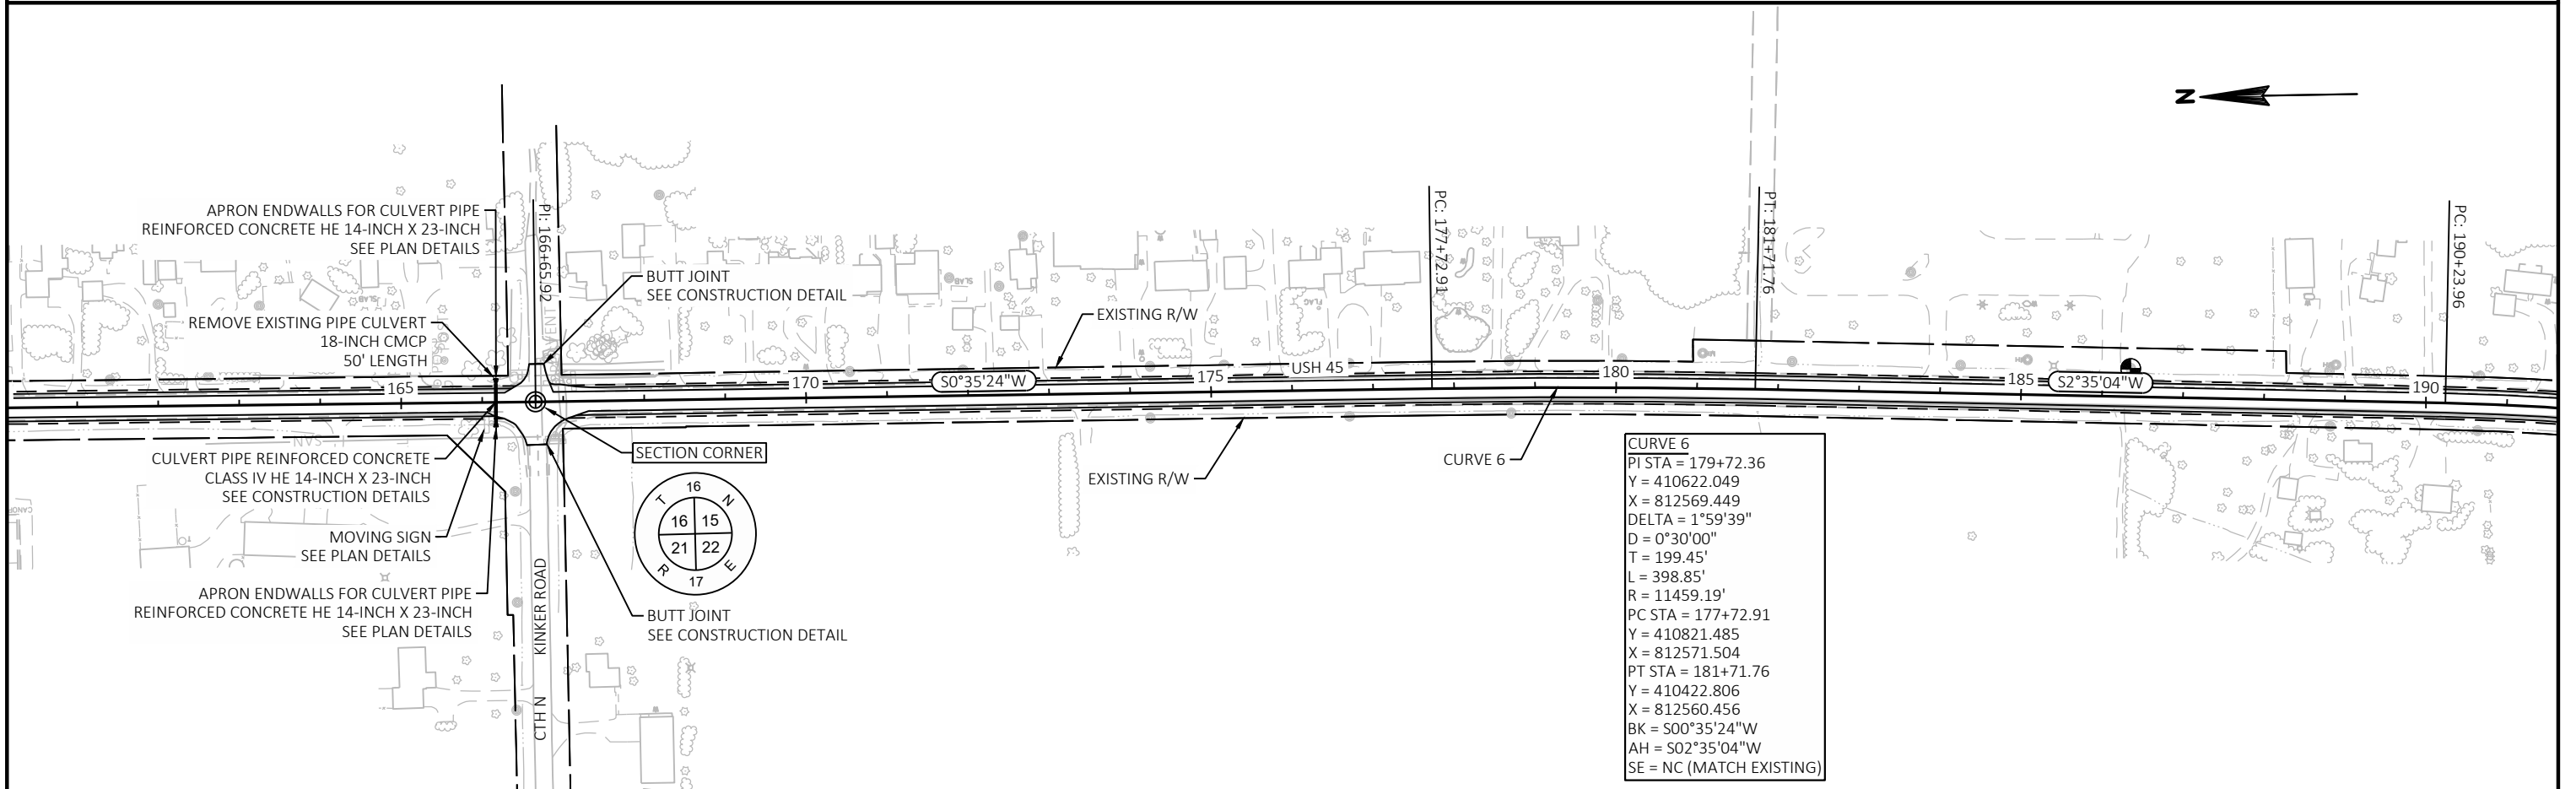 N
APRON ENDWALLS FOR CULVERT PIPE
REINFORCED CONCRETE HE 14-INCH X 23-INCH
SEE PLAN DETAILS
PI: 166+65.92
BUTT JOINT
SEE CONSTRUCTION DETAIL
REMOVE EXISTING PIPE CULVERT
18-INCH CMCP
50' LENGTH
EXISTING R/W
PC: 177+72.91
PT: 181+71.76
PC: 190+23.96
SLAB
SLAB
FLAG
165
170
S0°35'24"W
175
USH 45
180
185
S2°35'04"W
190
CULVERT PIPE REINFORCED CONCRETE
CLASS IV HE 14-INCH X 23-INCH
SEE CONSTRUCTION DETAILS
MOVING SIGN
SEE PLAN DETAILS
APRON ENDWALLS FOR CULVERT PIPE
REINFORCED CONCRETE HE 14-INCH X 23-INCH
SEE PLAN DETAILS
SECTION CORNER
16
T N
16 15
21 22
R E
17
BUTT JOINT
SEE CONSTRUCTION DETAIL
KINKER ROAD
CTH N
EXISTING R/W
CURVE 6
CURVE 6
PI STA = 179+72.36
Y = 410622.049
X = 812569.449
DELTA = 1°59'39"
D = 0°30'00"
T = 199.45'
L = 398.85'
R = 11459.19'
PC STA = 177+72.91
Y = 410821.485
X = 812571.504
PT STA = 181+71.76
Y = 410422.806
X = 812560.456
BK = S00°35'24"W
AH = S02°35'04"W
SE = NC (MATCH EXISTING)